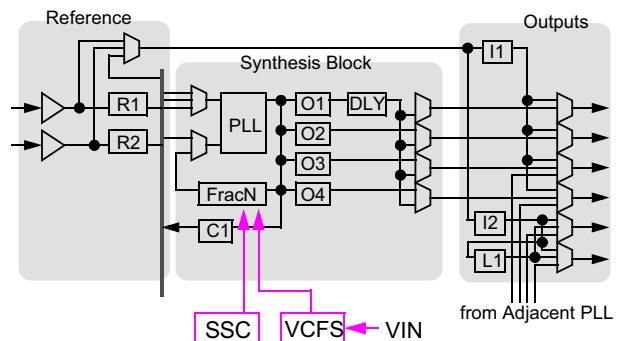 Reference
Outputs
Synthesis Block
I1
R1
O1
DLY
PLL
R2
O2
O3
FracN
O4
C1
I2
L1
from Adjacent PLL
SSC
VCFS
VIN